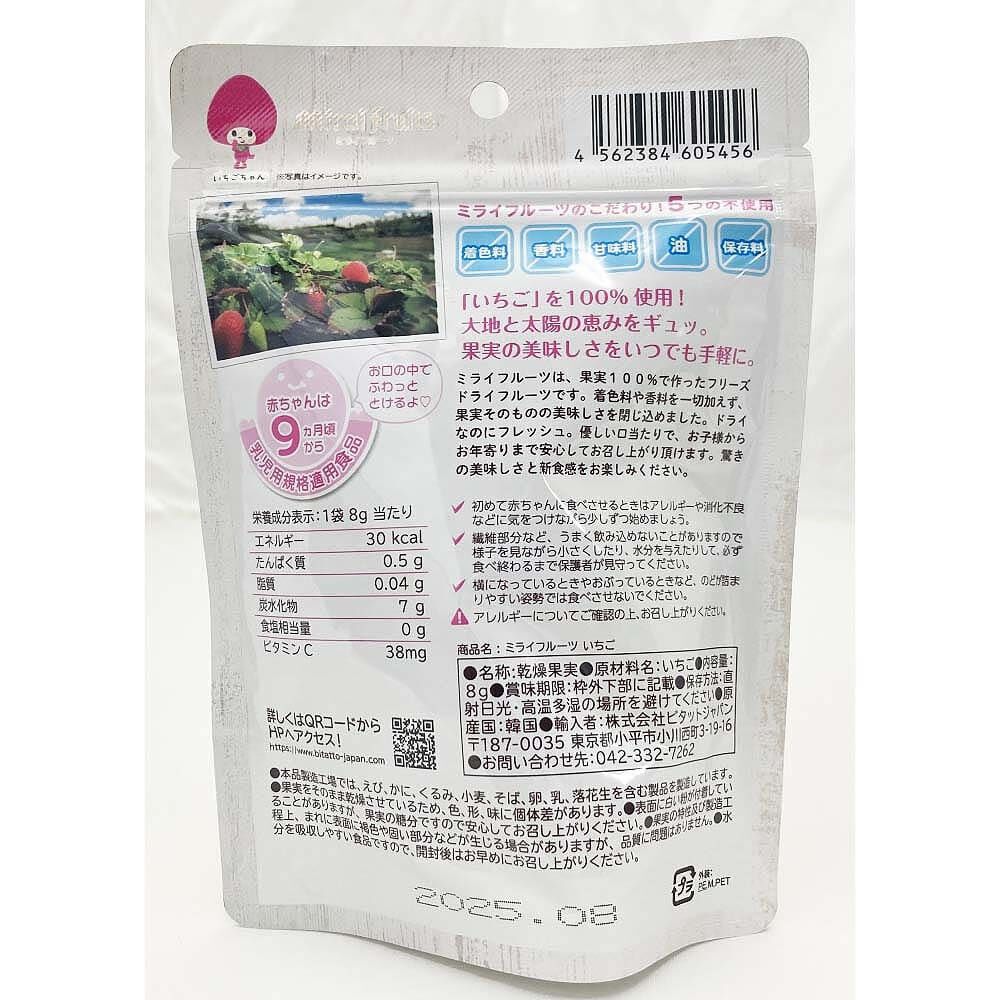 mirai fruits
いちごちゃん
※写真はイメージです。
4 562384 605456
ミライフルーツのこだわり!5つの不使用
着色料 香料 甘味料 油 保存料
「いちご」を100%使用!
大地と太陽の恵みをギュッ。
果実の美味しさをいつでも手軽に。
ミライフルーツは、果実100%で作ったフリーズ
ドライフルーツです。着色料や香料を一切加えず、
果実そのものの美味しさを閉じ込めました。ドライ
なのにフレッシュ。優しい口当たりで、お子様から
お年寄りまで安心してお召し上がり頂けます。驚き
の美味しさと新食感をお楽しみください。
お口の中で
ふわっと
とけるよ♡
赤ちゃんは
9ヵ月頃から
乳児用規格適用食品
初めて赤ちゃんに食べさせるときはアレルギーや消化不良
などに気をつけながら少しずつ始めましょう。
繊維部分など、うまく飲み込めないことがありますので
様子を見ながら小さくしたり、水分を与えたりして、必ず
食べ終わるまで保護者が見守ってください。
横になっているときやおぶっているときなど、のどが詰ま
りやすい姿勢では食べさせないでください。
アレルギーについてご確認の上、お召し上がりください。
栄養成分表示:1袋 8g 当たり
エネルギー 30 kcal
たんぱく質 0.5 g
脂質 0.04 g
炭水化物 7 g
食塩相当量 0 g
ビタミンC 38mg
商品名:ミライフルーツ いちご
●名称:乾燥果実●原材料名:いちご●内容量:
8g●賞味期限:枠外下部に記載●保存方法:直
射日光・高温多湿の場所を避けてください●原
産国:韓国●輸入者:株式会社ビタットジャパン
〒187-0035 東京都小平市小川西町3-19-16
●お問い合わせ先:042-332-7262
詳しくはQRコードから
HPへアクセス!
https://www.bitatto-japan.com
●本品製造工場では、えび、かに、くるみ、小麦、そば、卵、乳、落花生を含む製品を製造しています。
●果実をそのまま乾燥させているため、色、形、味に個体差があります。●表面に白い粉が付着してい
ることがありますが、果実の糖分ですので安心してお召し上がりください。●果実の特性及び製造工
程上、まれに表面に褐色や固い部分などが生じる場合がありますが、品質に問題はありません。●水
分を吸収しやすい食品ですので、開封後はお早めにお召し上がりください。
プラ
外装:
PE,M,PET
2025.08